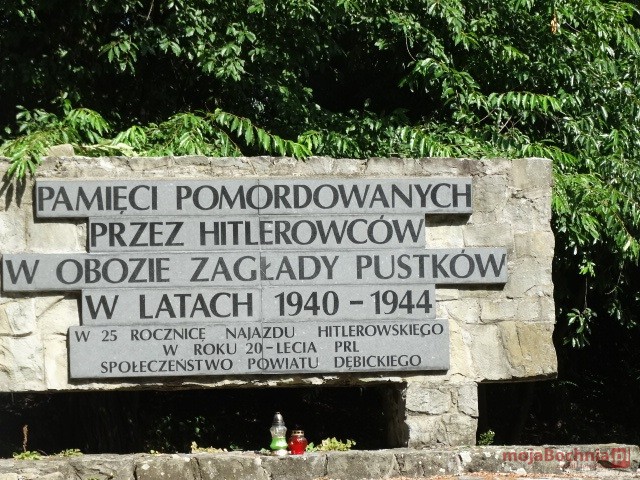 PAMIĘCI POMORDOWANYCH
PRZEZ HITLEROWCÓW
W OBOZIE ZAGŁADY PUSTKÓW
W LATACH 1940 - 1944
W 25 ROCZNICĘ NAJAZDU HITLEROWSKIEGO
W ROKU 20-LECIA PRL
SPOŁECZEŃSTWO POWIATU DĘBICKIEGO
mojaBochnia